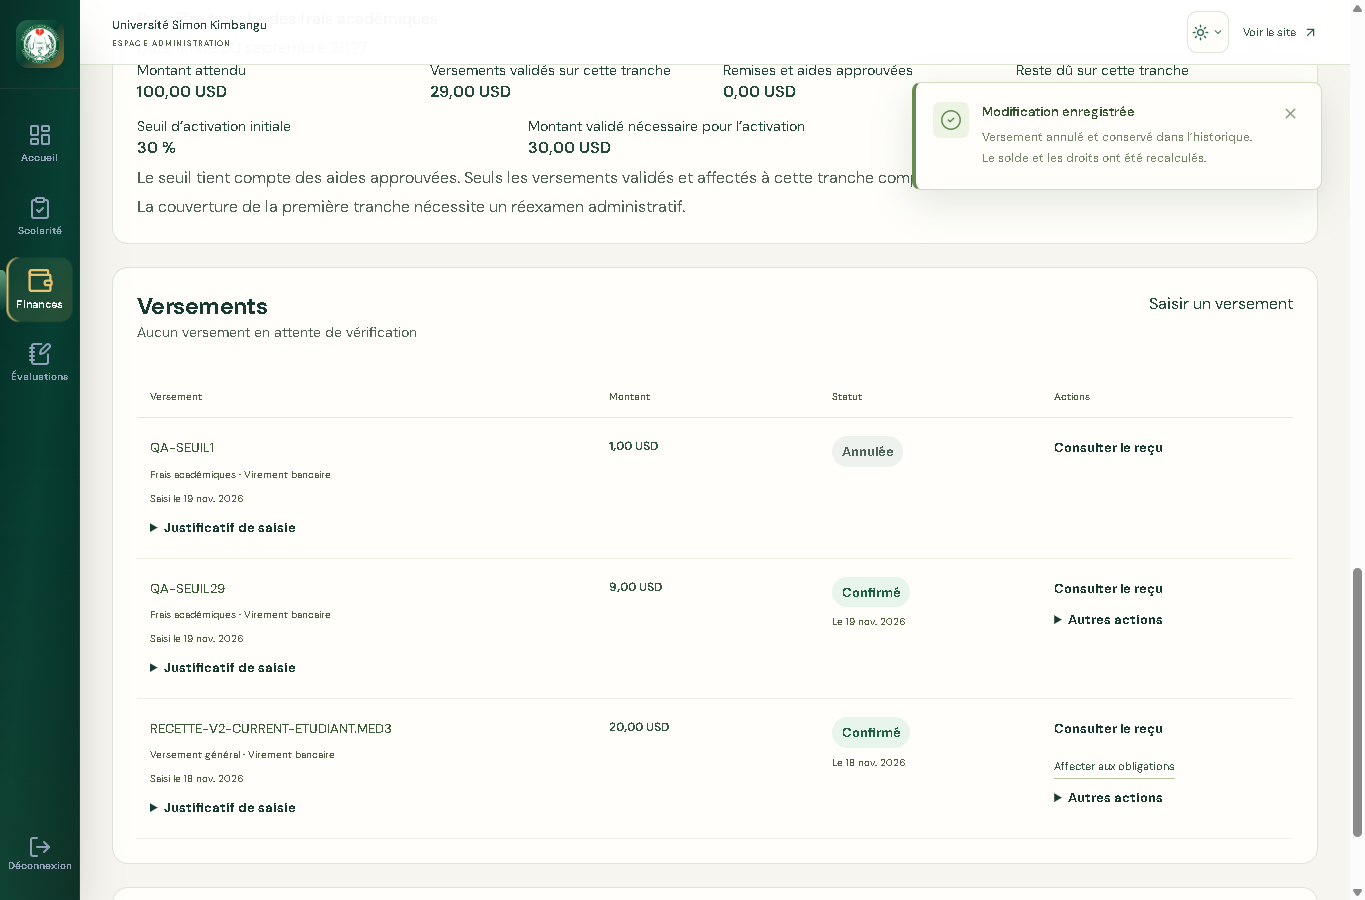 Université Simon Kimbangu
ESPACE ADMINISTRATION
des frais académiques
septembre 2027
Voir le site
Accueil
Scolarité
Finances
Évaluations
Déconnexion
Montant attendu
100,00 USD
Versements validés sur cette tranche
29,00 USD
Remises et aides approuvées
0,00 USD
Reste dû sur cette tranche
Modification enregistrée
Versement annulé et conservé dans l’historique.
Le solde et les droits ont été recalculés.
Seuil d’activation initiale
30 %
Montant validé nécessaire pour l’activation
30,00 USD
Le seuil tient compte des aides approuvées. Seuls les versements validés et affectés à cette tranche
La couverture de la première tranche nécessite un réexamen administratif.
Versements
Saisir un versement
Aucun versement en attente de vérification
Versement Montant Statut Actions
QA-SEUIL1 1,00 USD Annulée Consulter le reçu
Frais académiques · Virement bancaire
Saisi le 19 nov. 2026
Justificatif de saisie
QA-SEUIL29 9,00 USD Confirmé Consulter le reçu
Frais académiques · Virement bancaire Le 19 nov. 2026 Autres actions
Saisi le 19 nov. 2026
Justificatif de saisie
RECETTE-V2-CURRENT-ETUDIANT.MED3 20,00 USD Confirmé Consulter le reçu
Versement général · Virement bancaire Le 18 nov. 2026 Affecter aux obligations
Saisi le 18 nov. 2026
Justificatif de saisie Autres actions